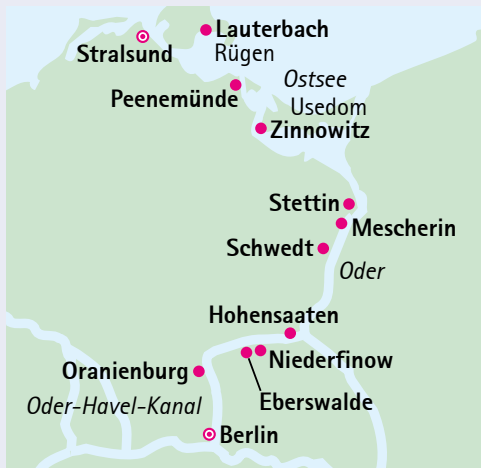 Lauterbach
Rügen
Stralsund
Ostsee
Peenemünde
Usedom
Zinnowitz
Stettin
Mescherin
Schwedt
Oder
Hohensaaten
Niederfinow
Oranienburg
Eberswalde
Oder-Havel-Kanal
Berlin